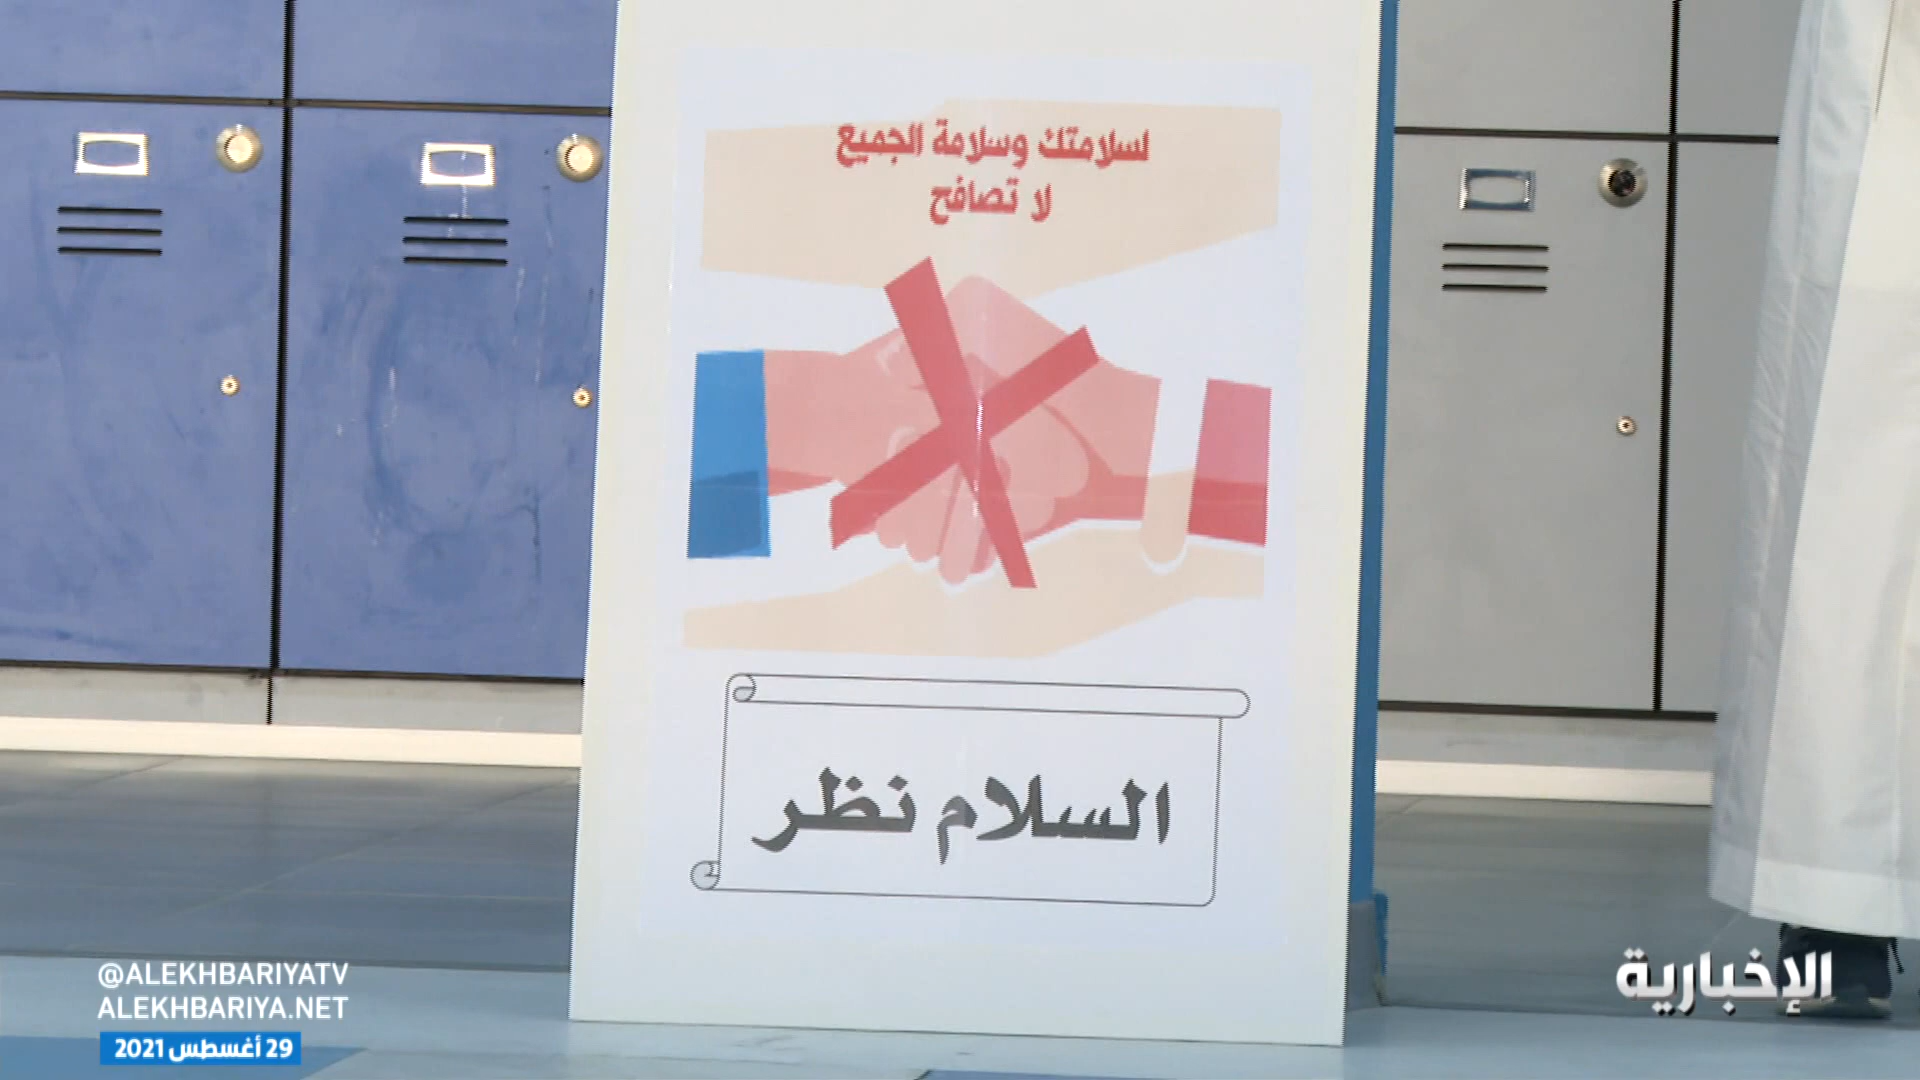 لسلامتك وسلامة الجميع
لا تصافح
السلام نظر
@ALEKHBARIYATV
ALEKHBARIYA.NET
29 أغسطس 2021
الإخبارية